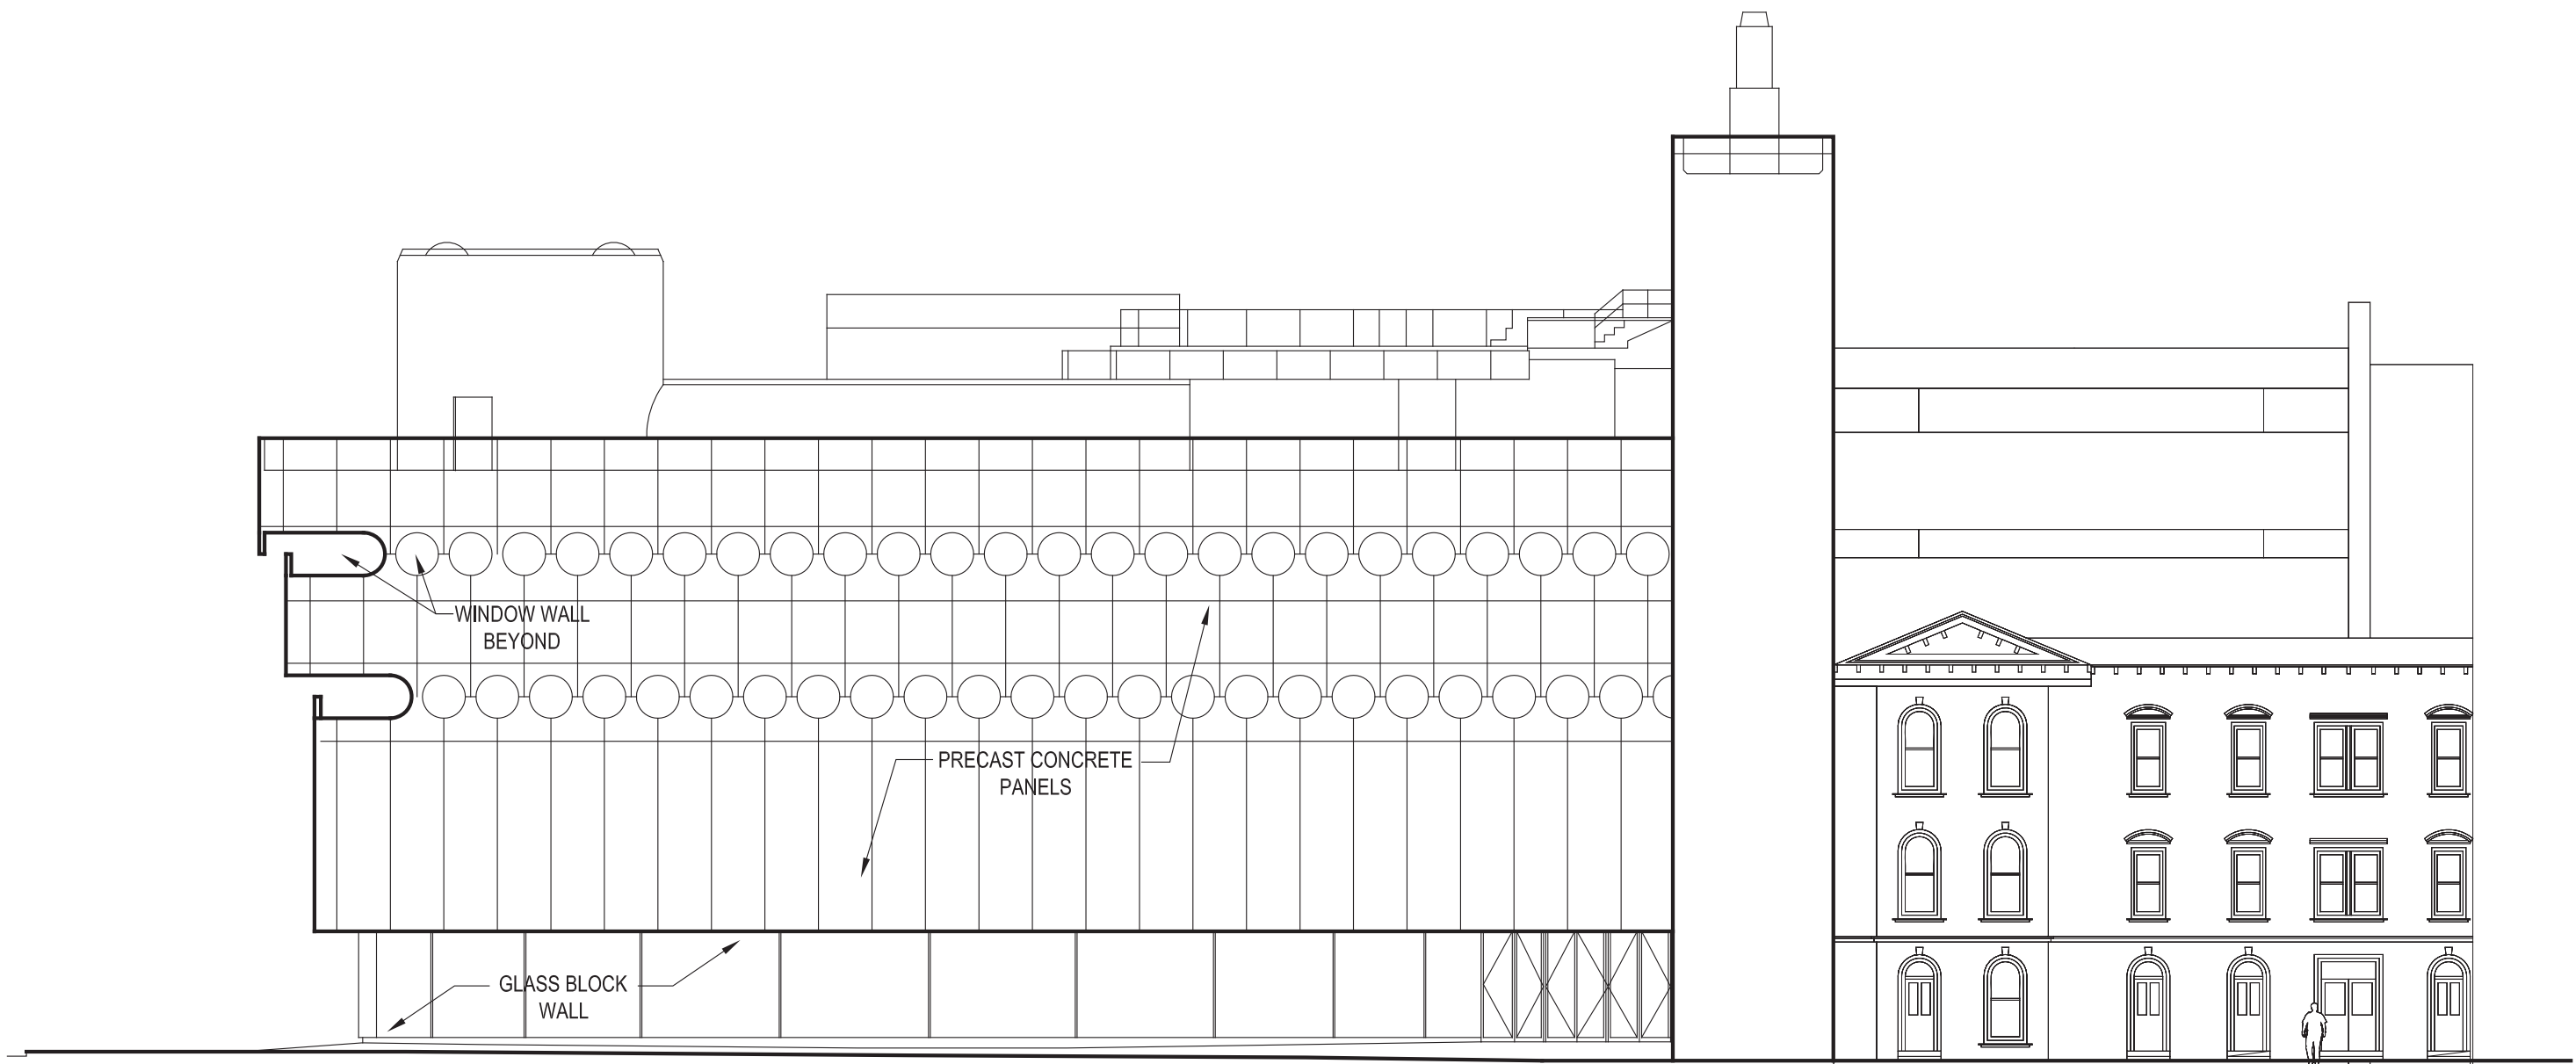 WINDOW WALL
BEYOND
PRECAST CONCRETE
PANELS
GLASS BLOCK
WALL